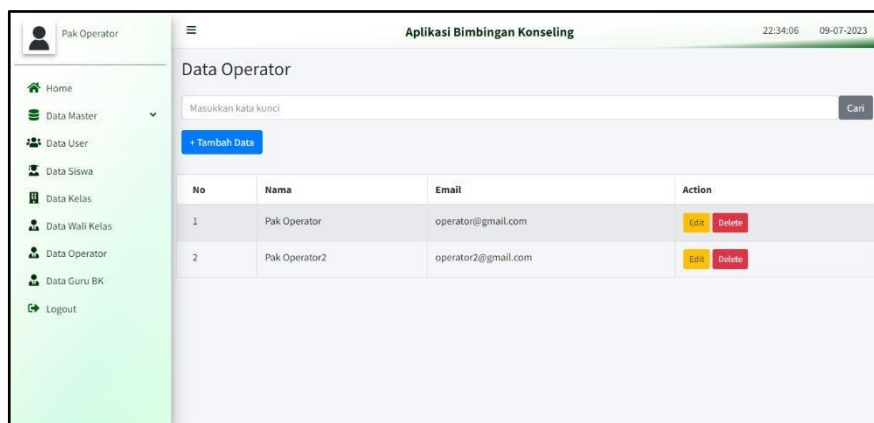 Pak Operator
Aplikasi Bimbingan Konseling
22:34:06 09-07-2023
Home
Data Master
Data User
Data Siswa
Data Kelas
Data Wali Kelas
Data Operator
Data Guru BK
Logout
Data Operator
Masukkan kata kunci
Cari
+ Tambah Data
No Nama Email Action
1 Pak Operator operator@gmail.com Edit Delete
2 Pak Operator2 operator2@gmail.com Edit Delete